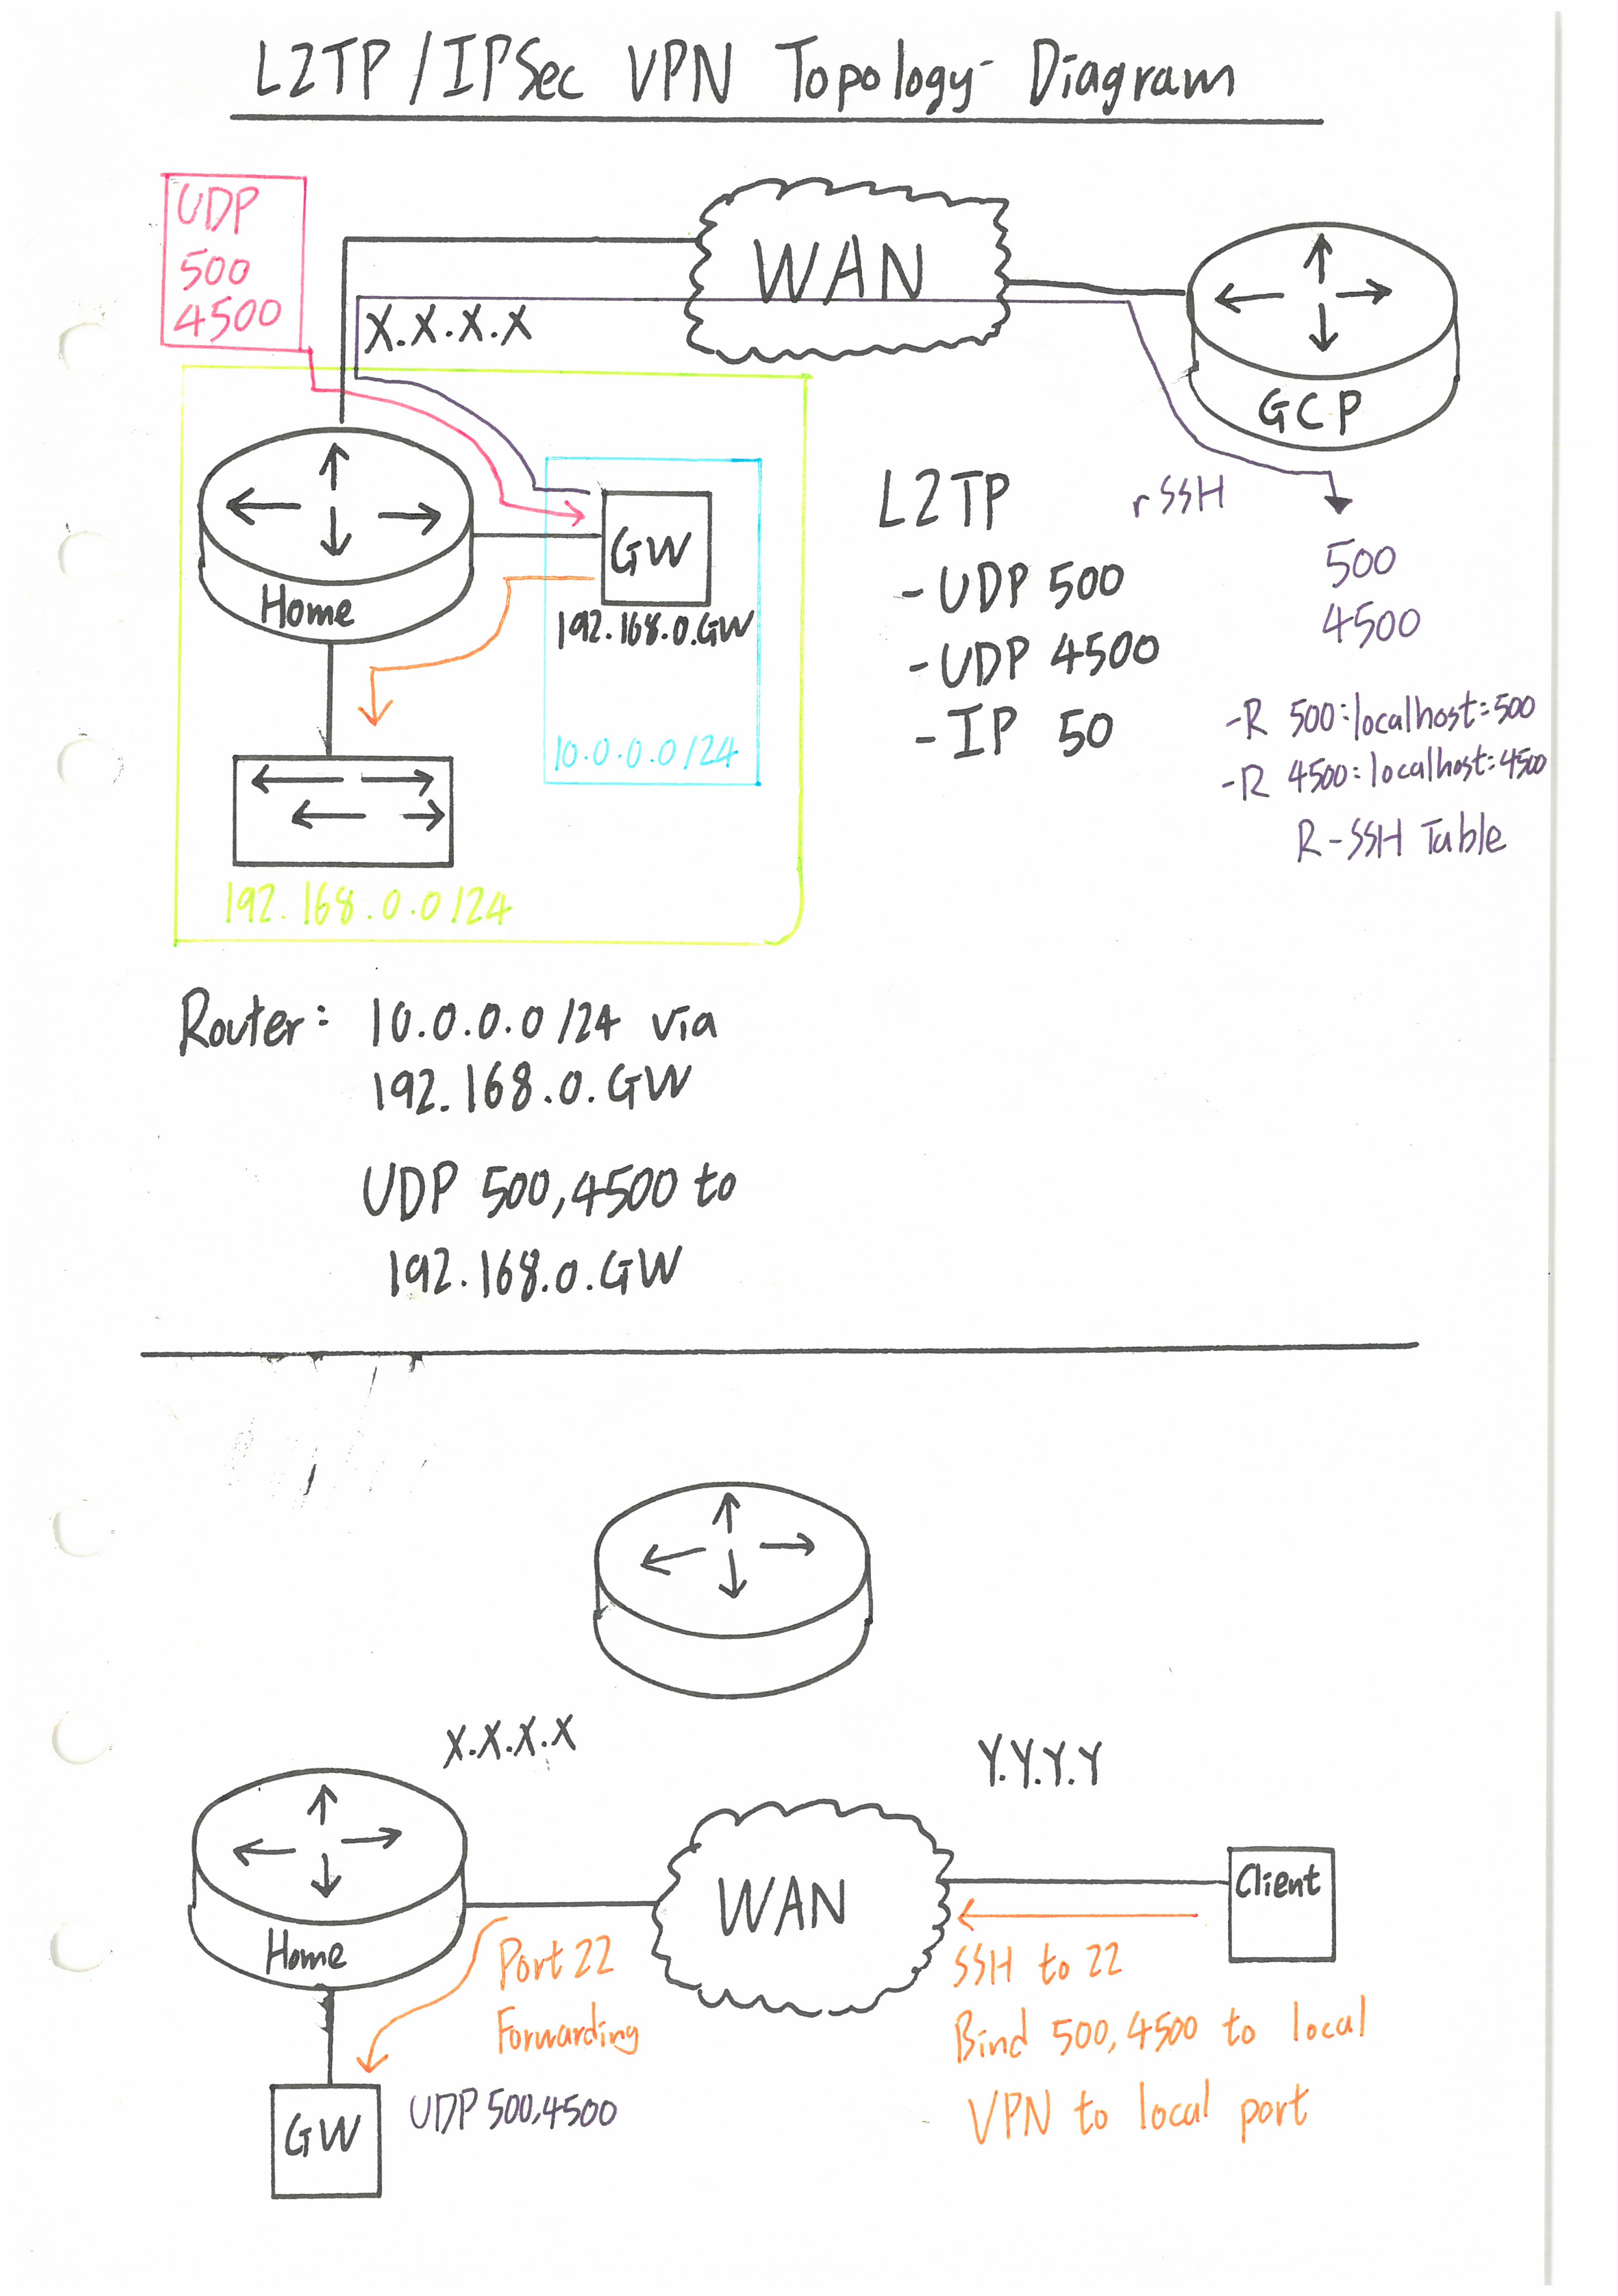 L2TP/IPSec VPN Topology Diagram
UDP
500
4500
WAN
X.X.X.X
GCP
Home
GW
192.168.0.GW
10.0.0.0/24
192.168.0.0/24
L2TP
-UDP 500
-UDP 4500
-IP 50
rSSH
500
4500
-R 500:localhost:500
-R 4500:localhost:4500
R-SSH Table
Router: 10.0.0.0/24 via
192.168.0.GW
UDP 500,4500 to
192.168.0.GW
X.X.X.X
Y.Y.Y.Y
Home
WAN
Client
Port 22
Forwarding
SSH to 22
Bind 500,4500 to local
VPN to local port
GW
UDP 500,4500